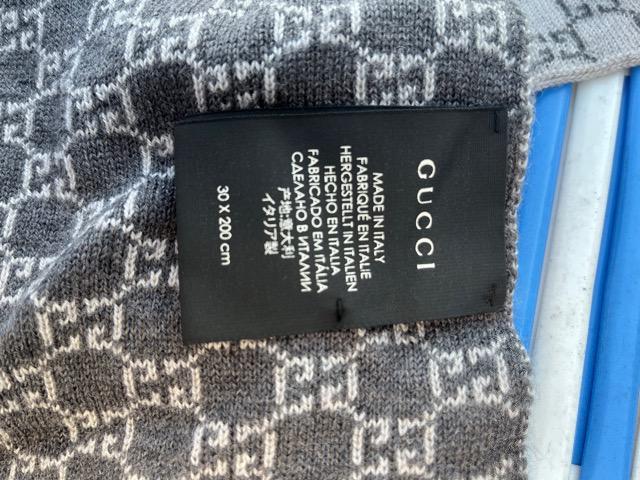 GUCCI
MADE IN ITALY
FABRIQUÉ EN ITALIE
HERGESTELLT IN ITALIEN
HECHO EN ITALIA
FABRICADO EM ITÁLIA
СДЕЛАНО В ИТАЛИИ
产地:意大利
イタリア製
30 X 200 cm